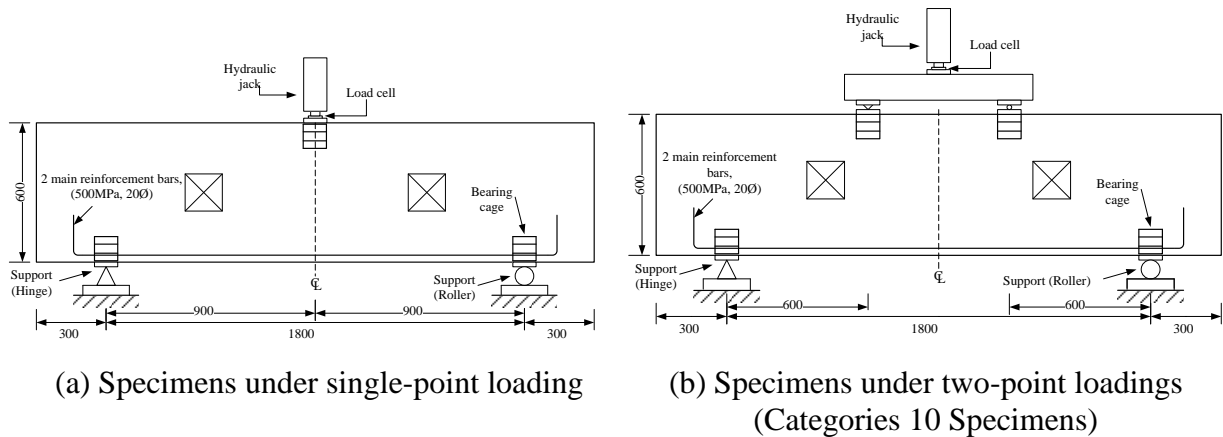 Hydraulic
jack
Load cell
600
2 main reinforcement bars,
(500MPa, 20Ø)
Bearing
cage
Support
(Hinge)
Support
(Roller)
℄
900
900
300
1800
300
(a) Specimens under single-point loading
Hydraulic
jack
Load cell
600
2 main reinforcement
bars,
(500MPa, 20Ø)
Bearing
cage
Support
(Hinge)
Support (Roller)
℄
600
600
300
1800
300
(b) Specimens under two-point loadings
(Categories 10 Specimens)